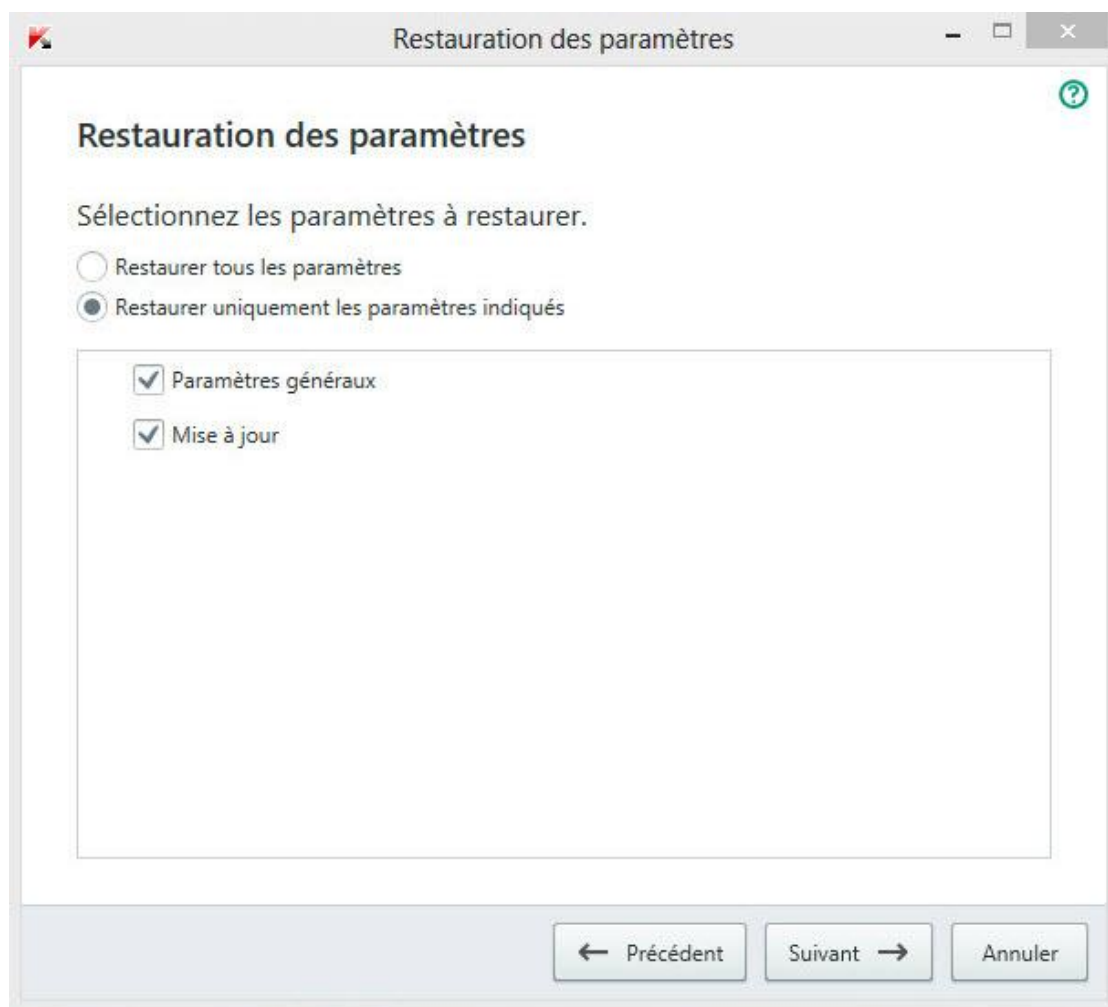 Restauration des paramètres
Restauration des paramètres
Sélectionnez les paramètres à restaurer.
Restaurer tous les paramètres
Restaurer uniquement les paramètres indiqués
Paramètres généraux
Mise à jour
← Précédent
Suivant →
Annuler